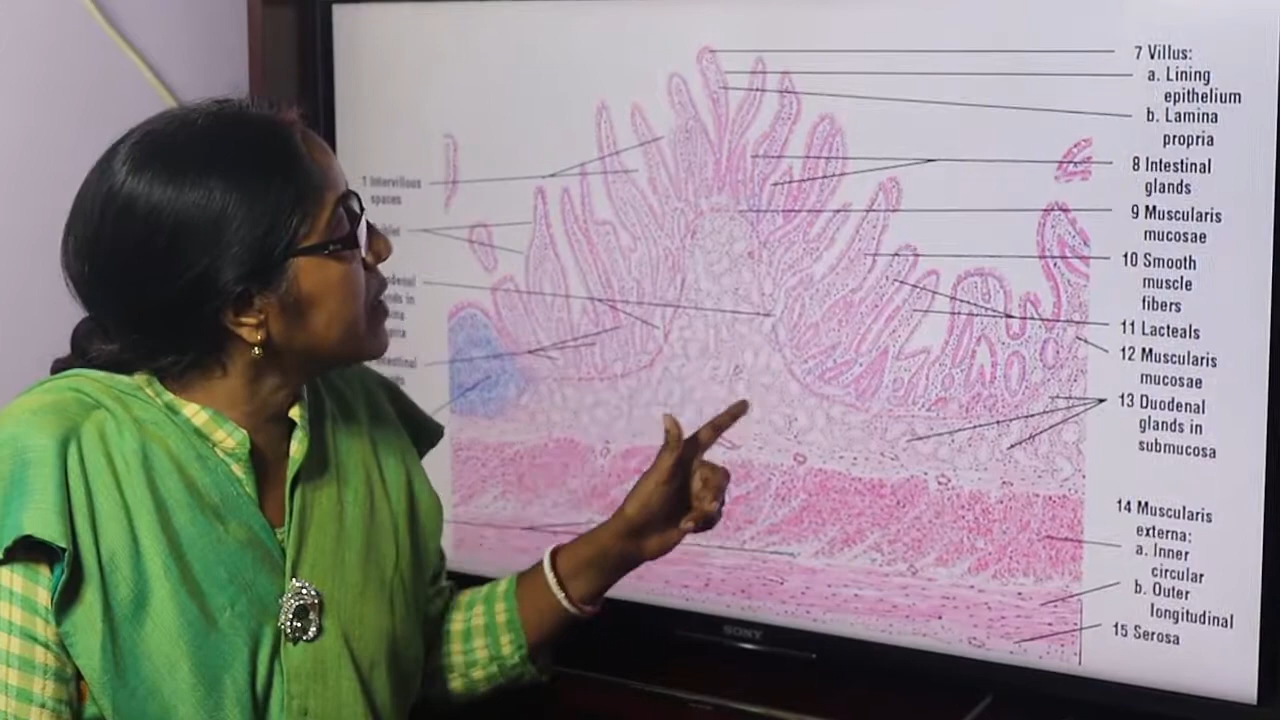 1 Intervillous
spaces
7 Villus:
a. Lining
epithelium
b. Lamina
propria
8 Intestinal
glands
9 Muscularis
mucosae
10 Smooth
muscle
fibers
11 Lacteals
12 Muscularis
mucosae
13 Duodenal
glands in
submucosa
14 Muscularis
externa:
a. Inner
circular
b. Outer
longitudinal
15 Serosa
SONY